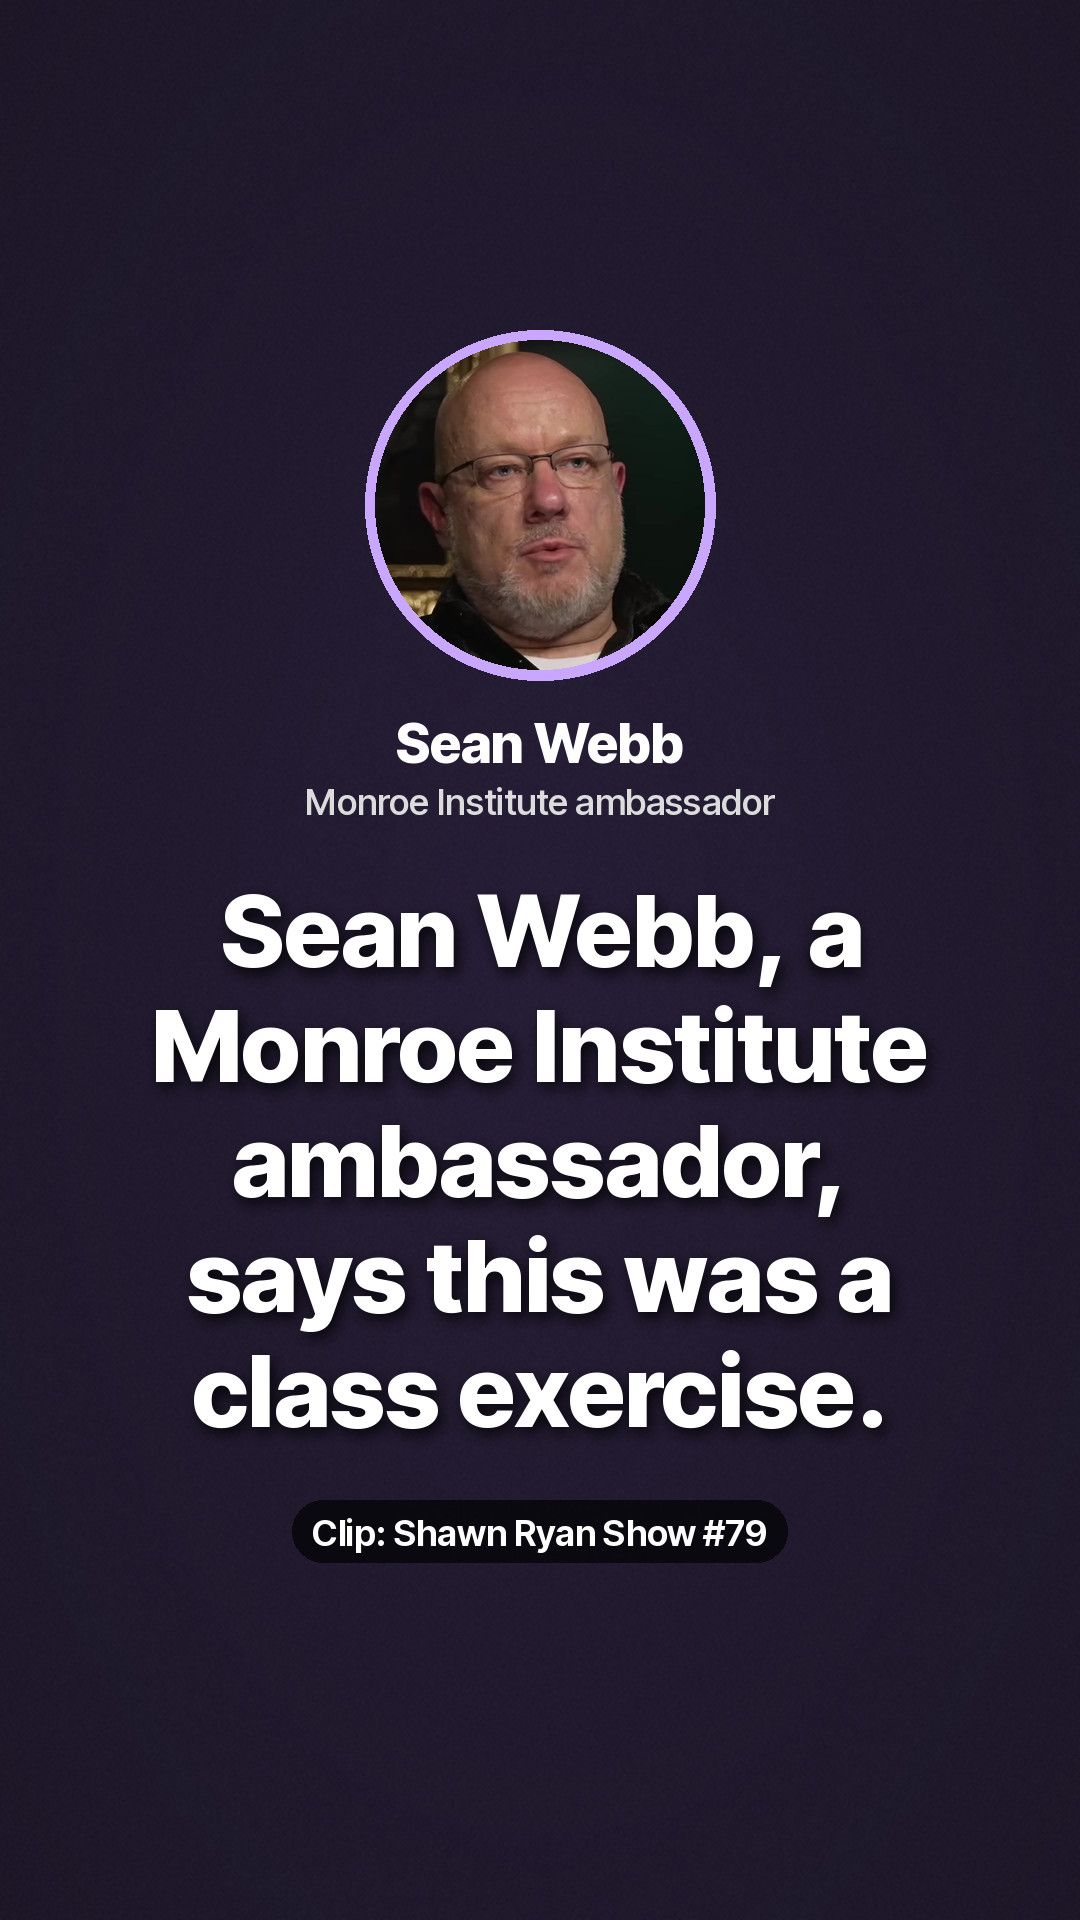 Sean Webb
Monroe Institute ambassador
Sean Webb, a
Monroe Institute
ambassador,
says this was a
class exercise.
Clip: Shawn Ryan Show #79